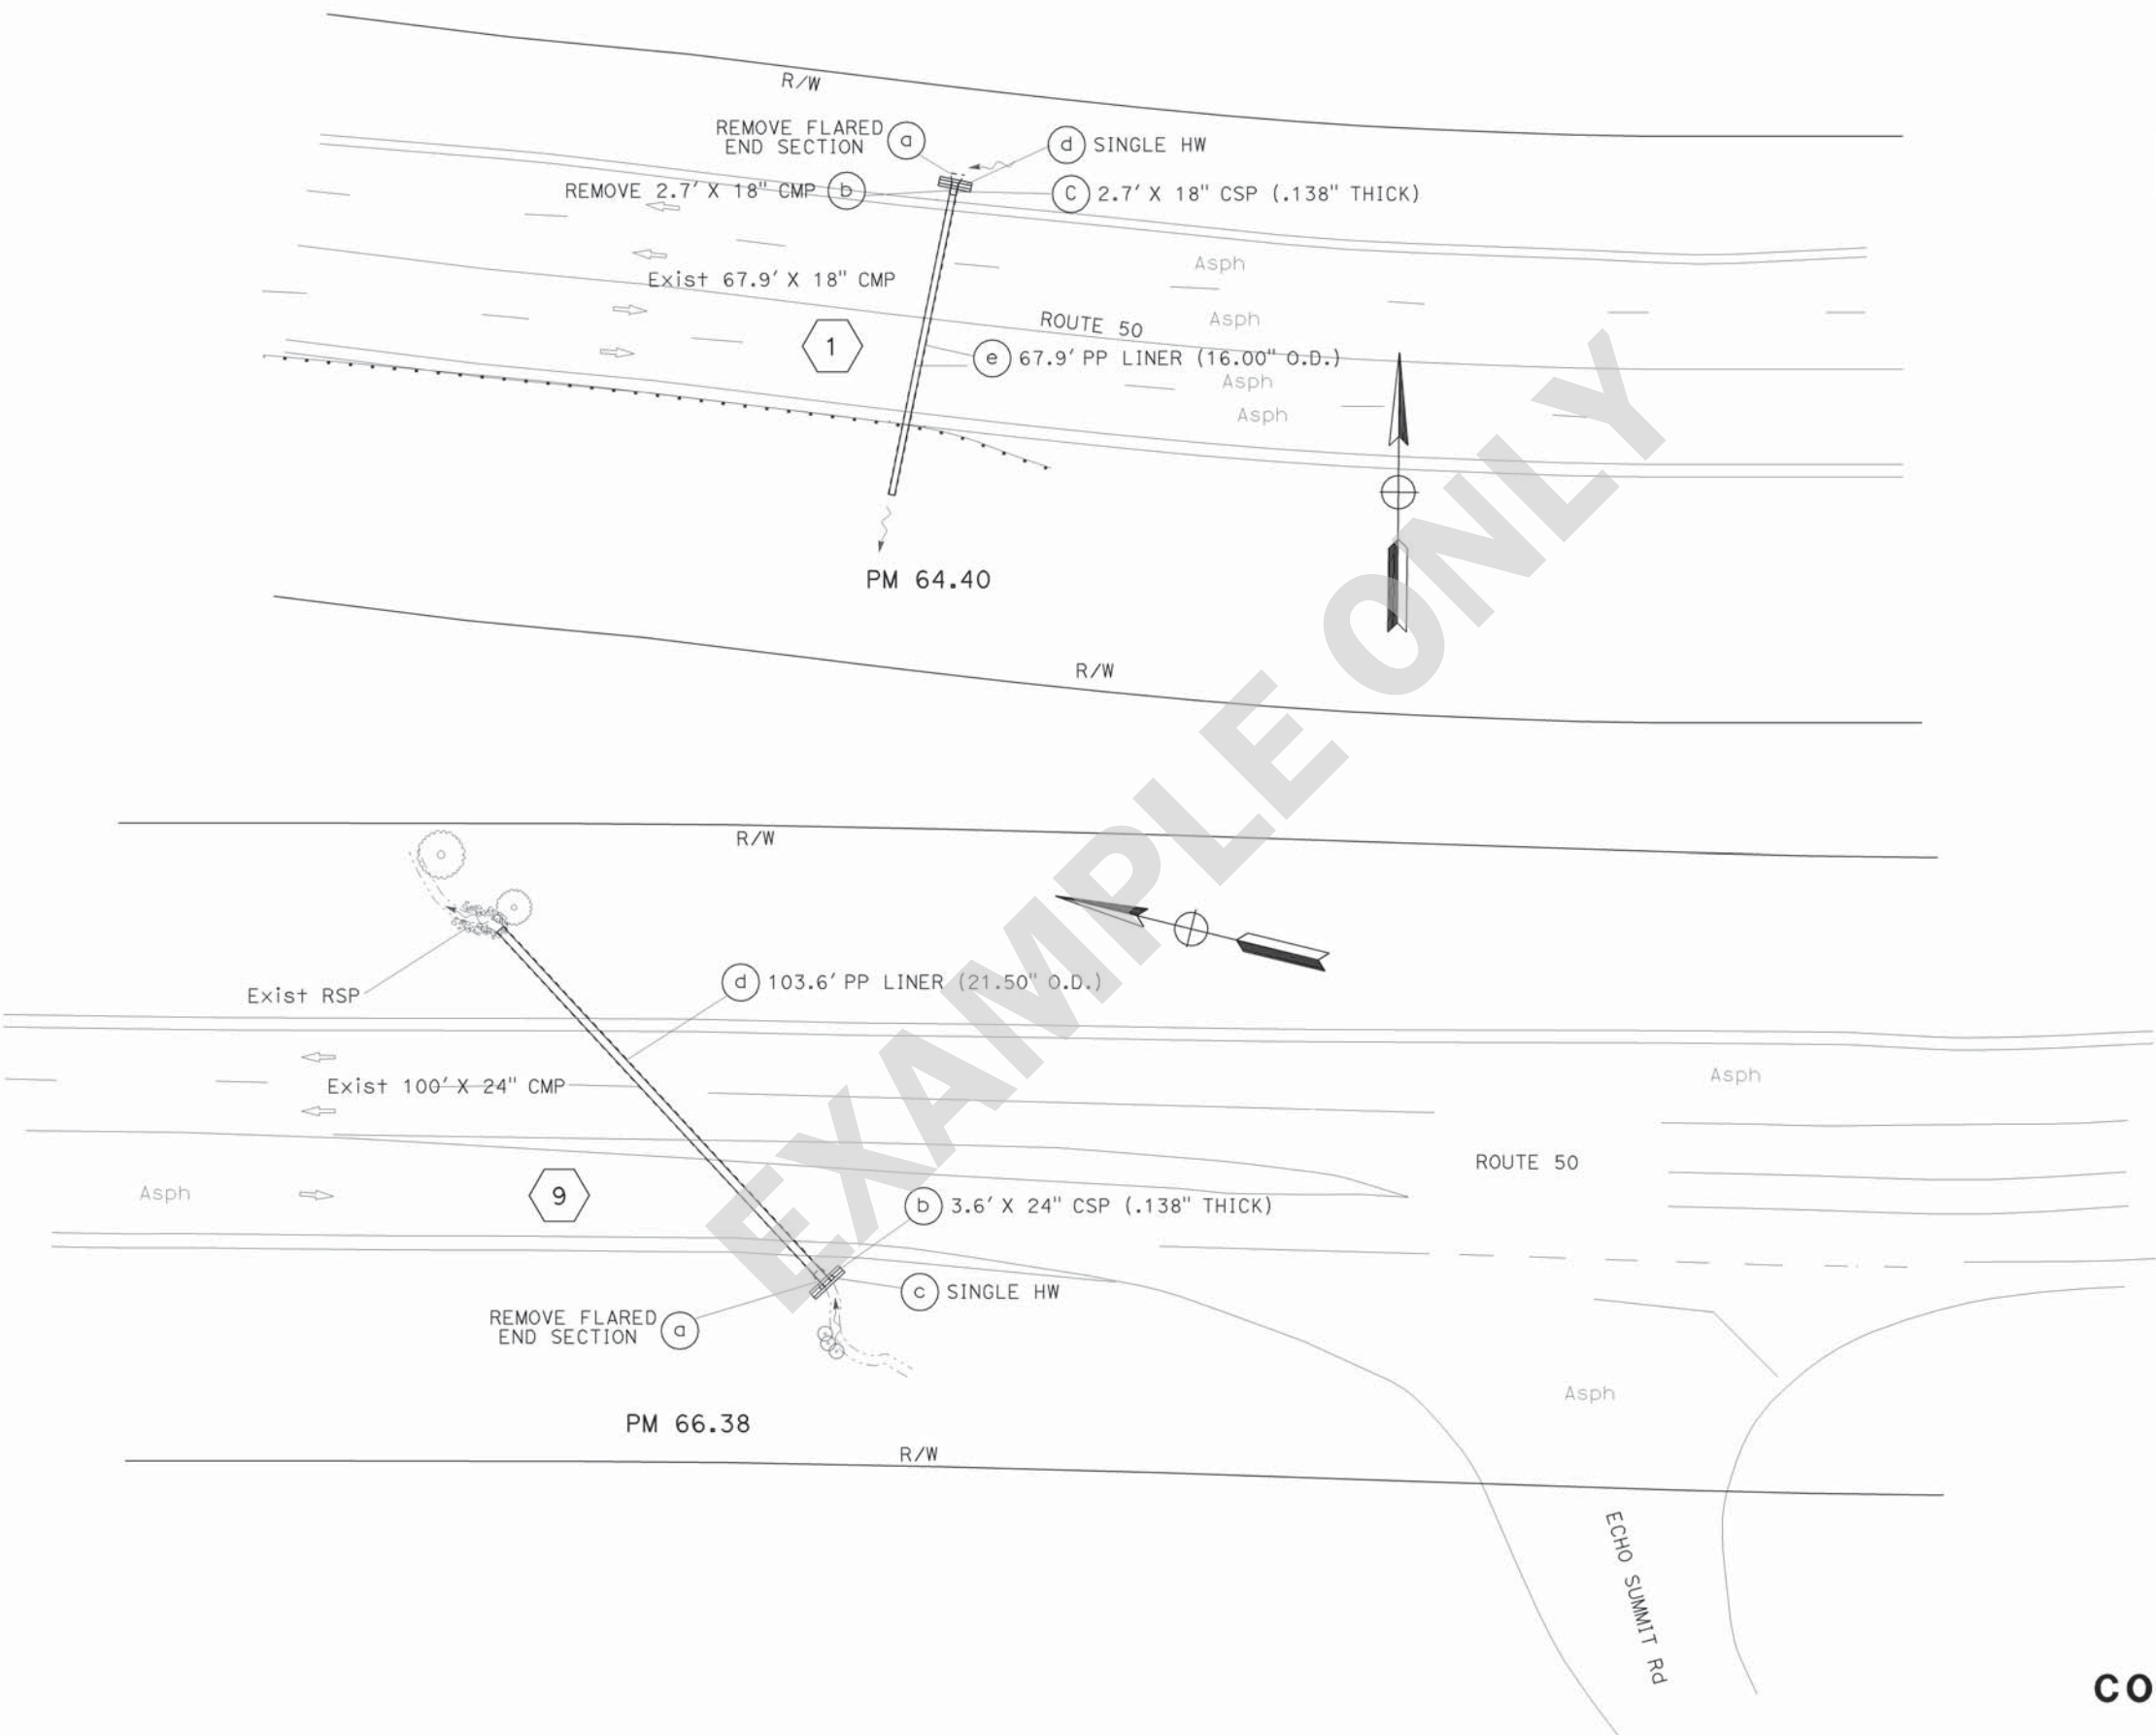 R/W
REMOVE FLARED
END SECTION
a
d SINGLE HW
REMOVE 2.7' X 18" CMP b
C 2.7' X 18" CSP (.138" THICK)
Asph
Exist 67.9' X 18" CMP
ROUTE 50
Asph
1
e 67.9' PP LINER (16.00" O.D.)
Asph
Asph
PM 64.40
R/W
EXAMPLE ONLY
R/W
d 103.6' PP LINER (21.50" O.D.)
Exist RSP
Asph
Exist 100' X 24" CMP
ROUTE 50
Asph
9
b 3.6' X 24" CSP (.138" THICK)
c SINGLE HW
REMOVE FLARED
END SECTION
a
Asph
PM 66.38
R/W
ECHO SUMMIT Rd
CO